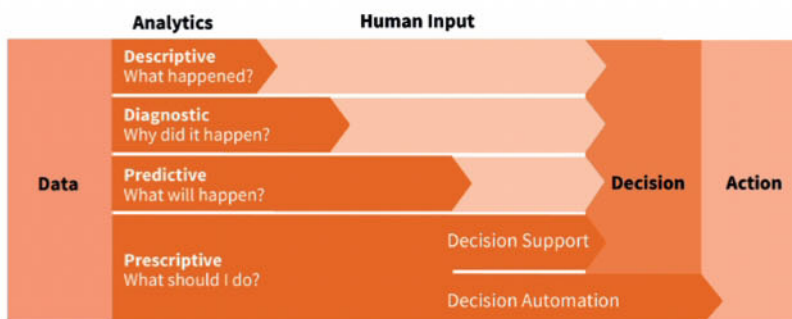 Analytics
Human Input
Descriptive
What happened?
Diagnostic
Why did it happen?
Data
Predictive
What will happen?
Decision
Action
Prescriptive
What should I do?
Decision Support
Decision Automation